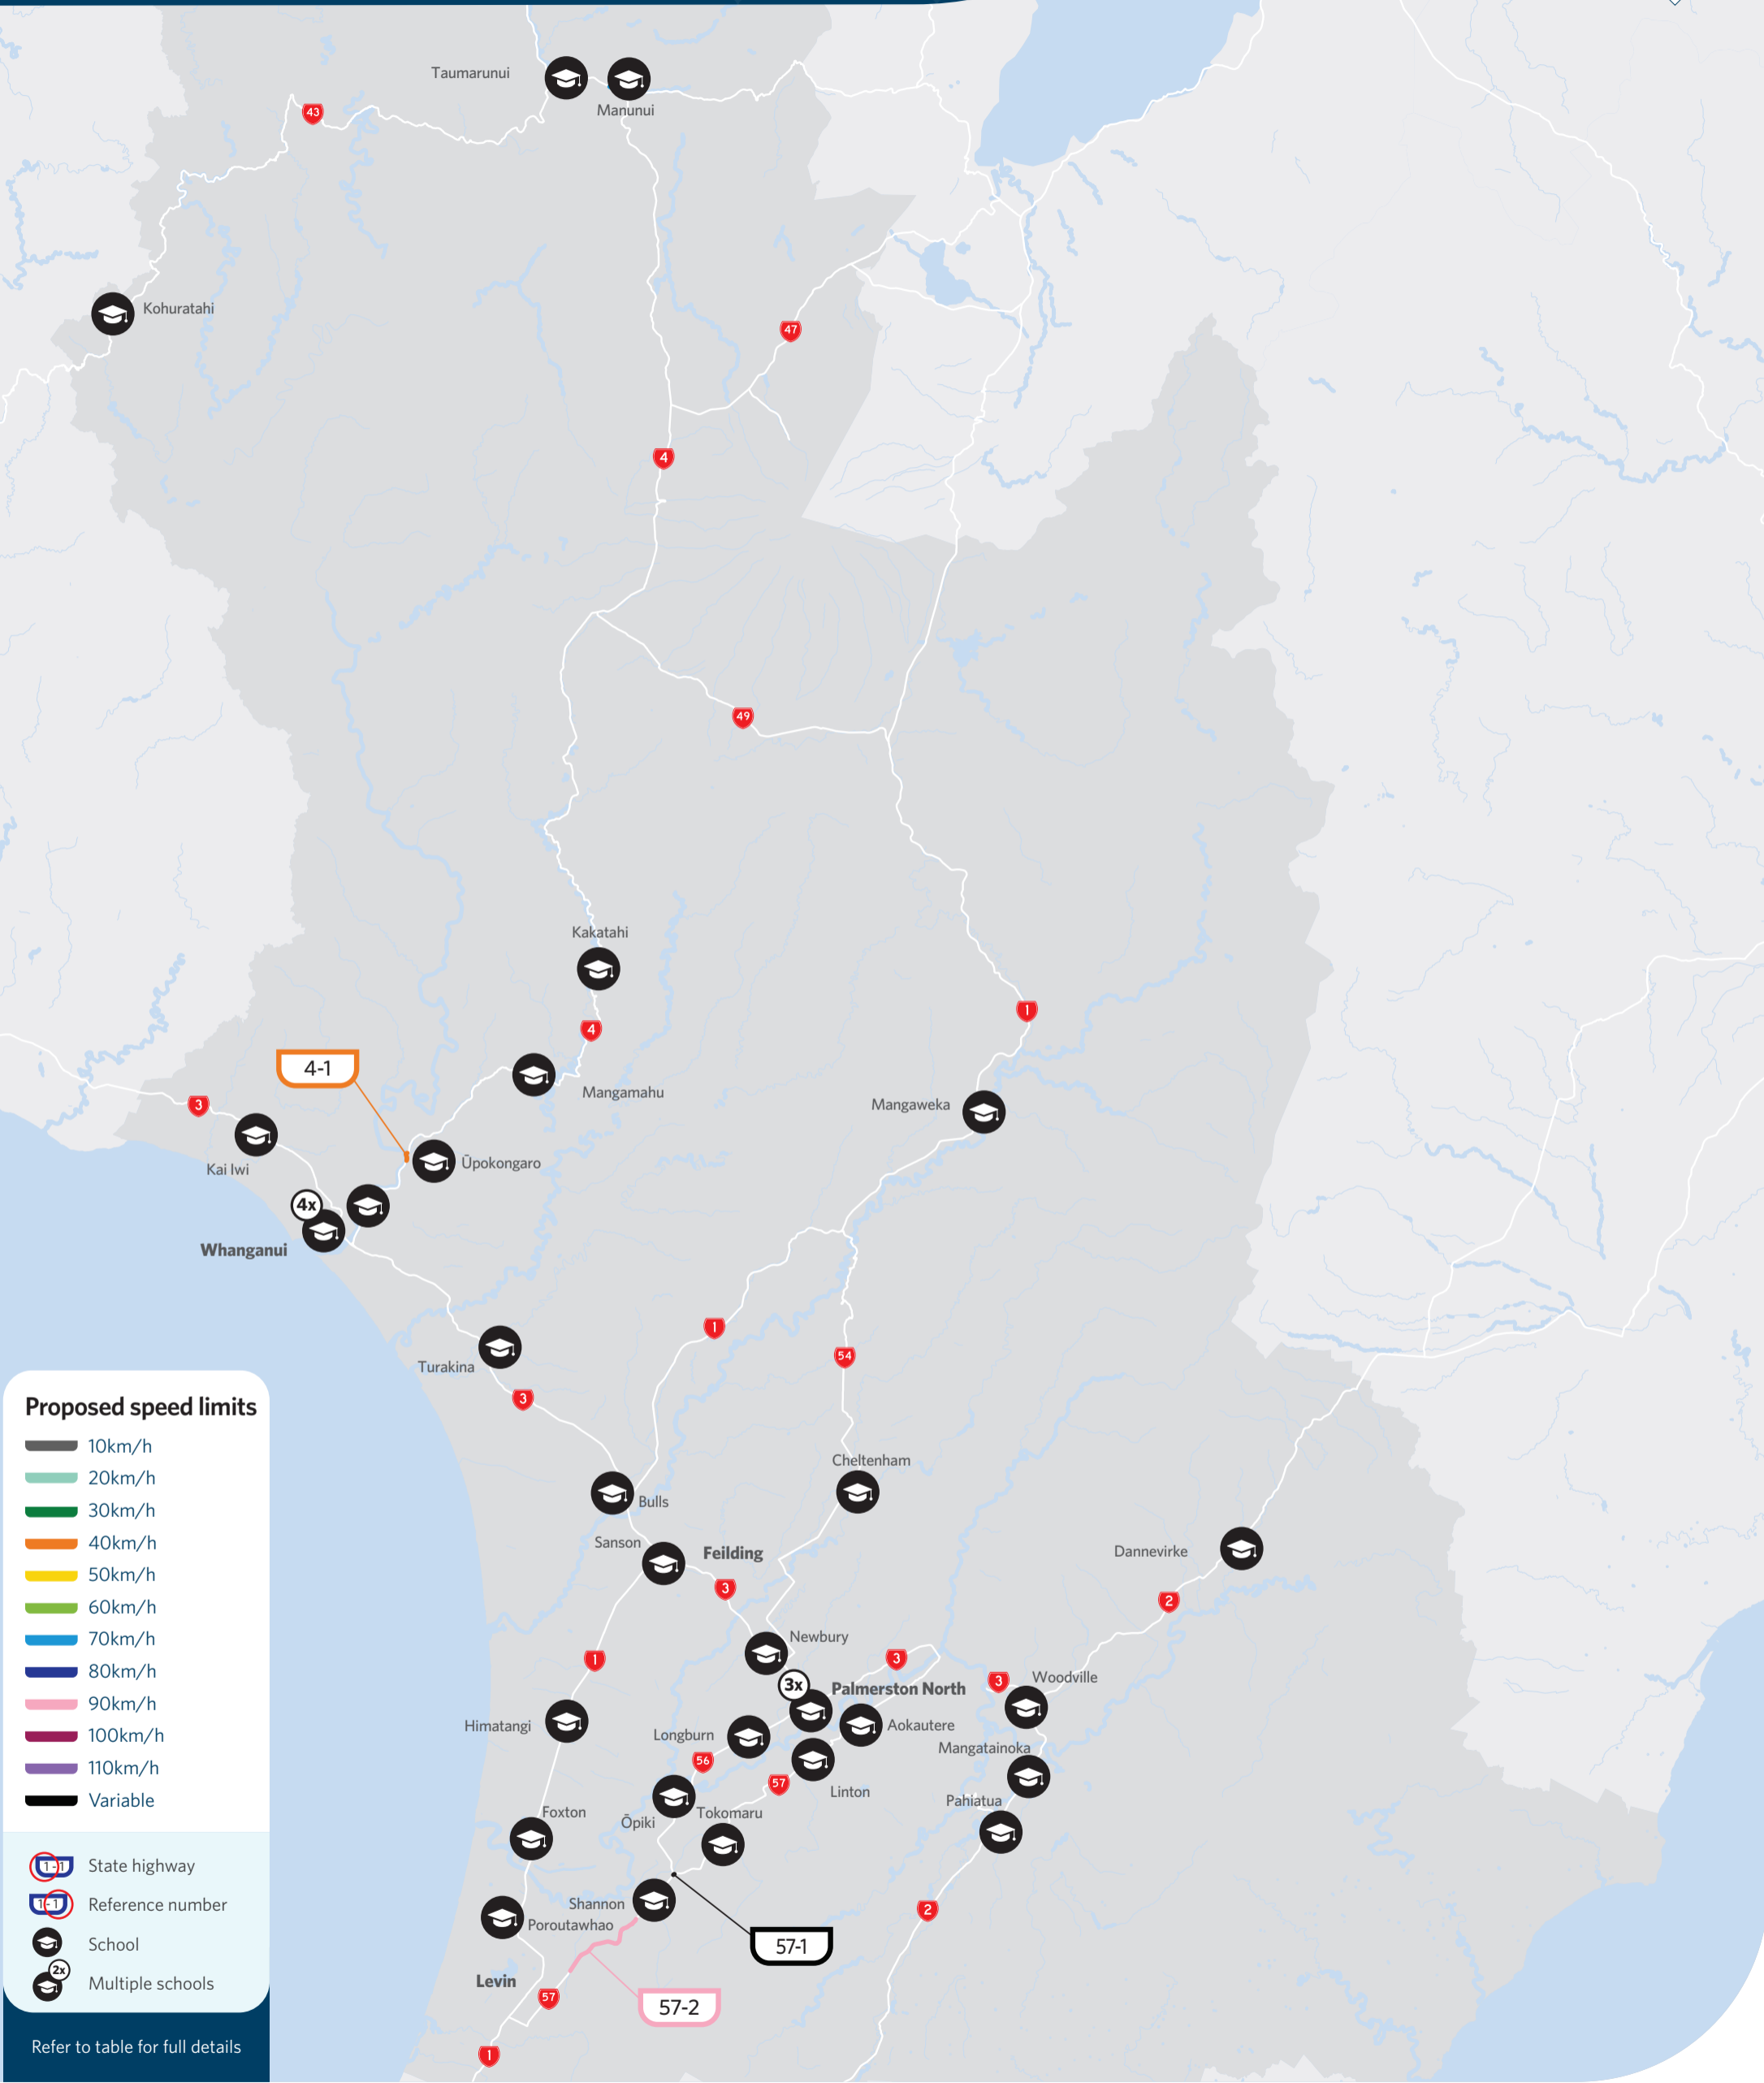 Taumarunui
Manunui
43
Kohuratahi
47
4
49
Kakatahi
4
1
4-1
Mangamahu
3
Mangaweka
Kai Iwi
Ūpokongaro
4x
Whanganui
1
54
Turakina
3
Cheltenham
Bulls
Sanson
Feilding
Dannevirke
3
2
Newbury
1
3
3
Woodville
3x
Palmerston North
Himatangi
Longburn
Aokautere
Mangatainoka
56
57
Linton
Pahiatua
Foxton
Ōpiki
Tokomaru
Shannon
Poroutawhao
2
57-1
Levin
57
57-2
1
Proposed speed limits
10km/h
20km/h
30km/h
40km/h
50km/h
60km/h
70km/h
80km/h
90km/h
100km/h
110km/h
Variable
1-1 State highway
1-1 Reference number
School
2x
Multiple schools
Refer to table for full details